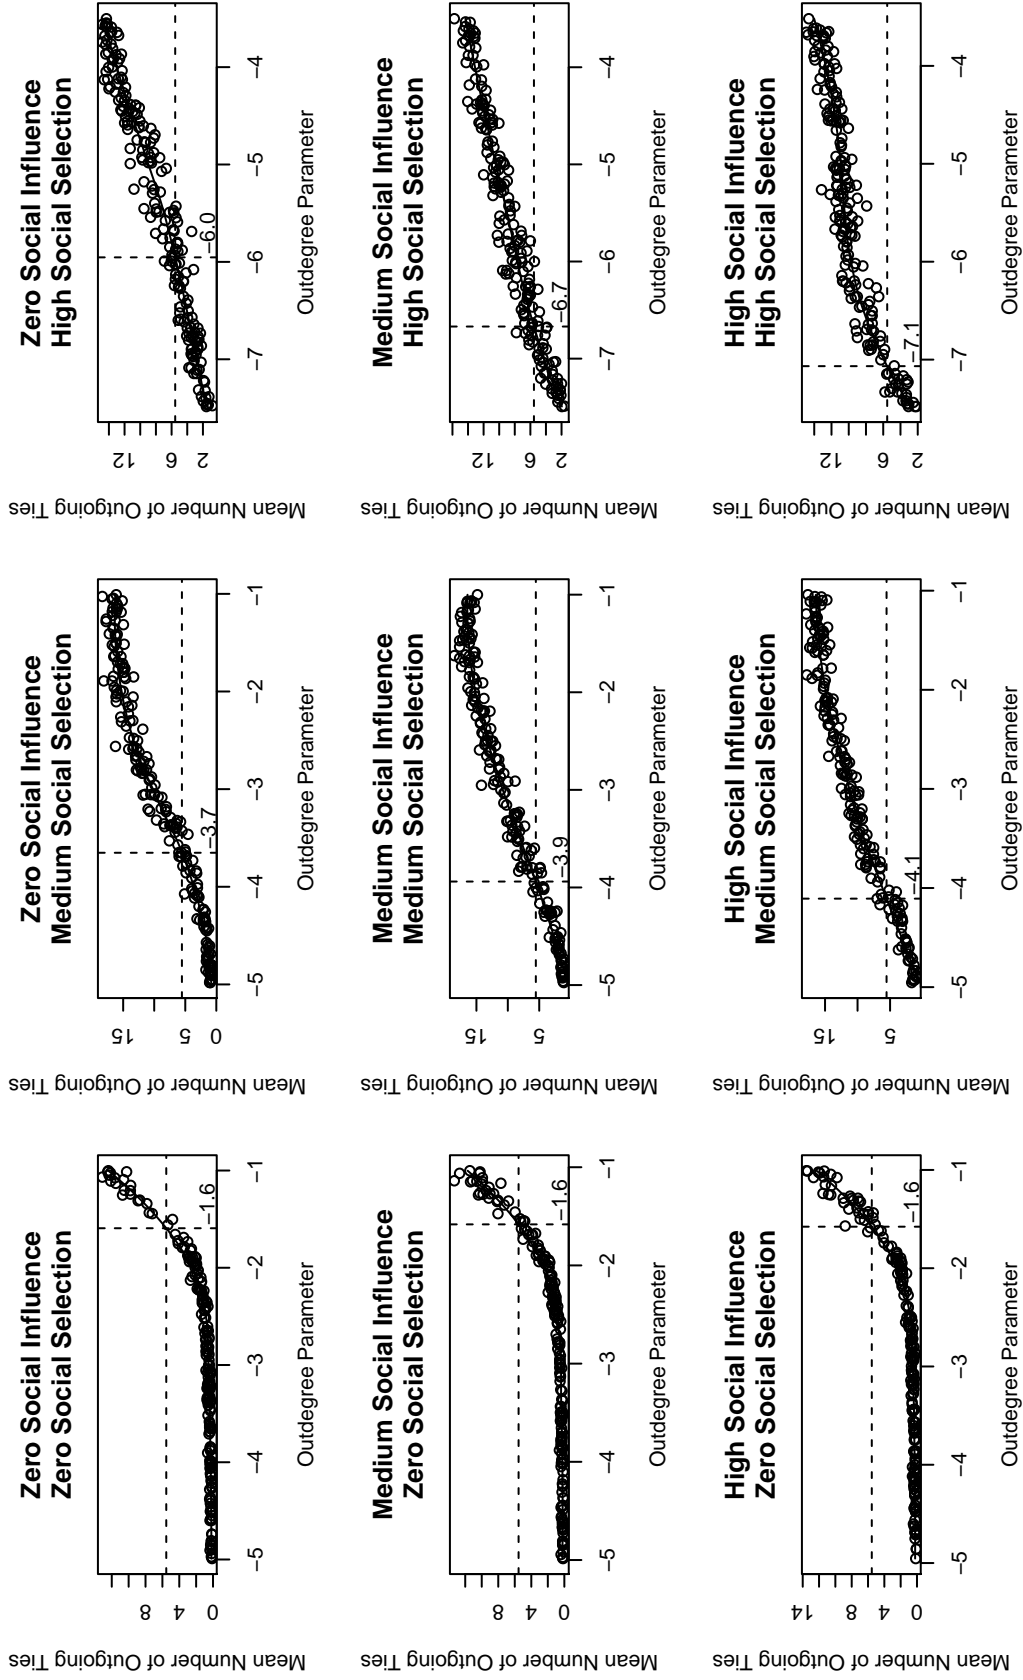 Zero Social Influence
Zero Social Selection
Mean Number of Outgoing Ties
8
4
0
−1.6
−5 −4 −3 −2 −1
Outdegree Parameter
Zero Social Influence
Medium Social Selection
Mean Number of Outgoing Ties
15
5
0
−3.7
−5 −4 −3 −2 −1
Outdegree Parameter
Zero Social Influence
High Social Selection
Mean Number of Outgoing Ties
12
6
2
−6.0
−7 −6 −5 −4
Outdegree Parameter
Medium Social Influence
Zero Social Selection
Mean Number of Outgoing Ties
8
4
0
−1.6
−5 −4 −3 −2 −1
Outdegree Parameter
Medium Social Influence
Medium Social Selection
Mean Number of Outgoing Ties
15
5
−3.9
−5 −4 −3 −2 −1
Outdegree Parameter
Medium Social Influence
High Social Selection
Mean Number of Outgoing Ties
12
6
2
−6.7
−7 −6 −5 −4
Outdegree Parameter
High Social Influence
Zero Social Selection
Mean Number of Outgoing Ties
14
8
4
0
−1.6
−5 −4 −3 −2 −1
Outdegree Parameter
High Social Influence
Medium Social Selection
Mean Number of Outgoing Ties
15
5
−4.1
−5 −4 −3 −2 −1
Outdegree Parameter
High Social Influence
High Social Selection
Mean Number of Outgoing Ties
12
6
2
−7.1
−7 −6 −5 −4
Outdegree Parameter